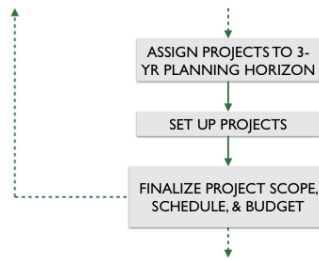 ASSIGN PROJECTS TO 3-
YR PLANNING HORIZON
SET UP PROJECTS
FINALIZE PROJECT SCOPE,
SCHEDULE, & BUDGET